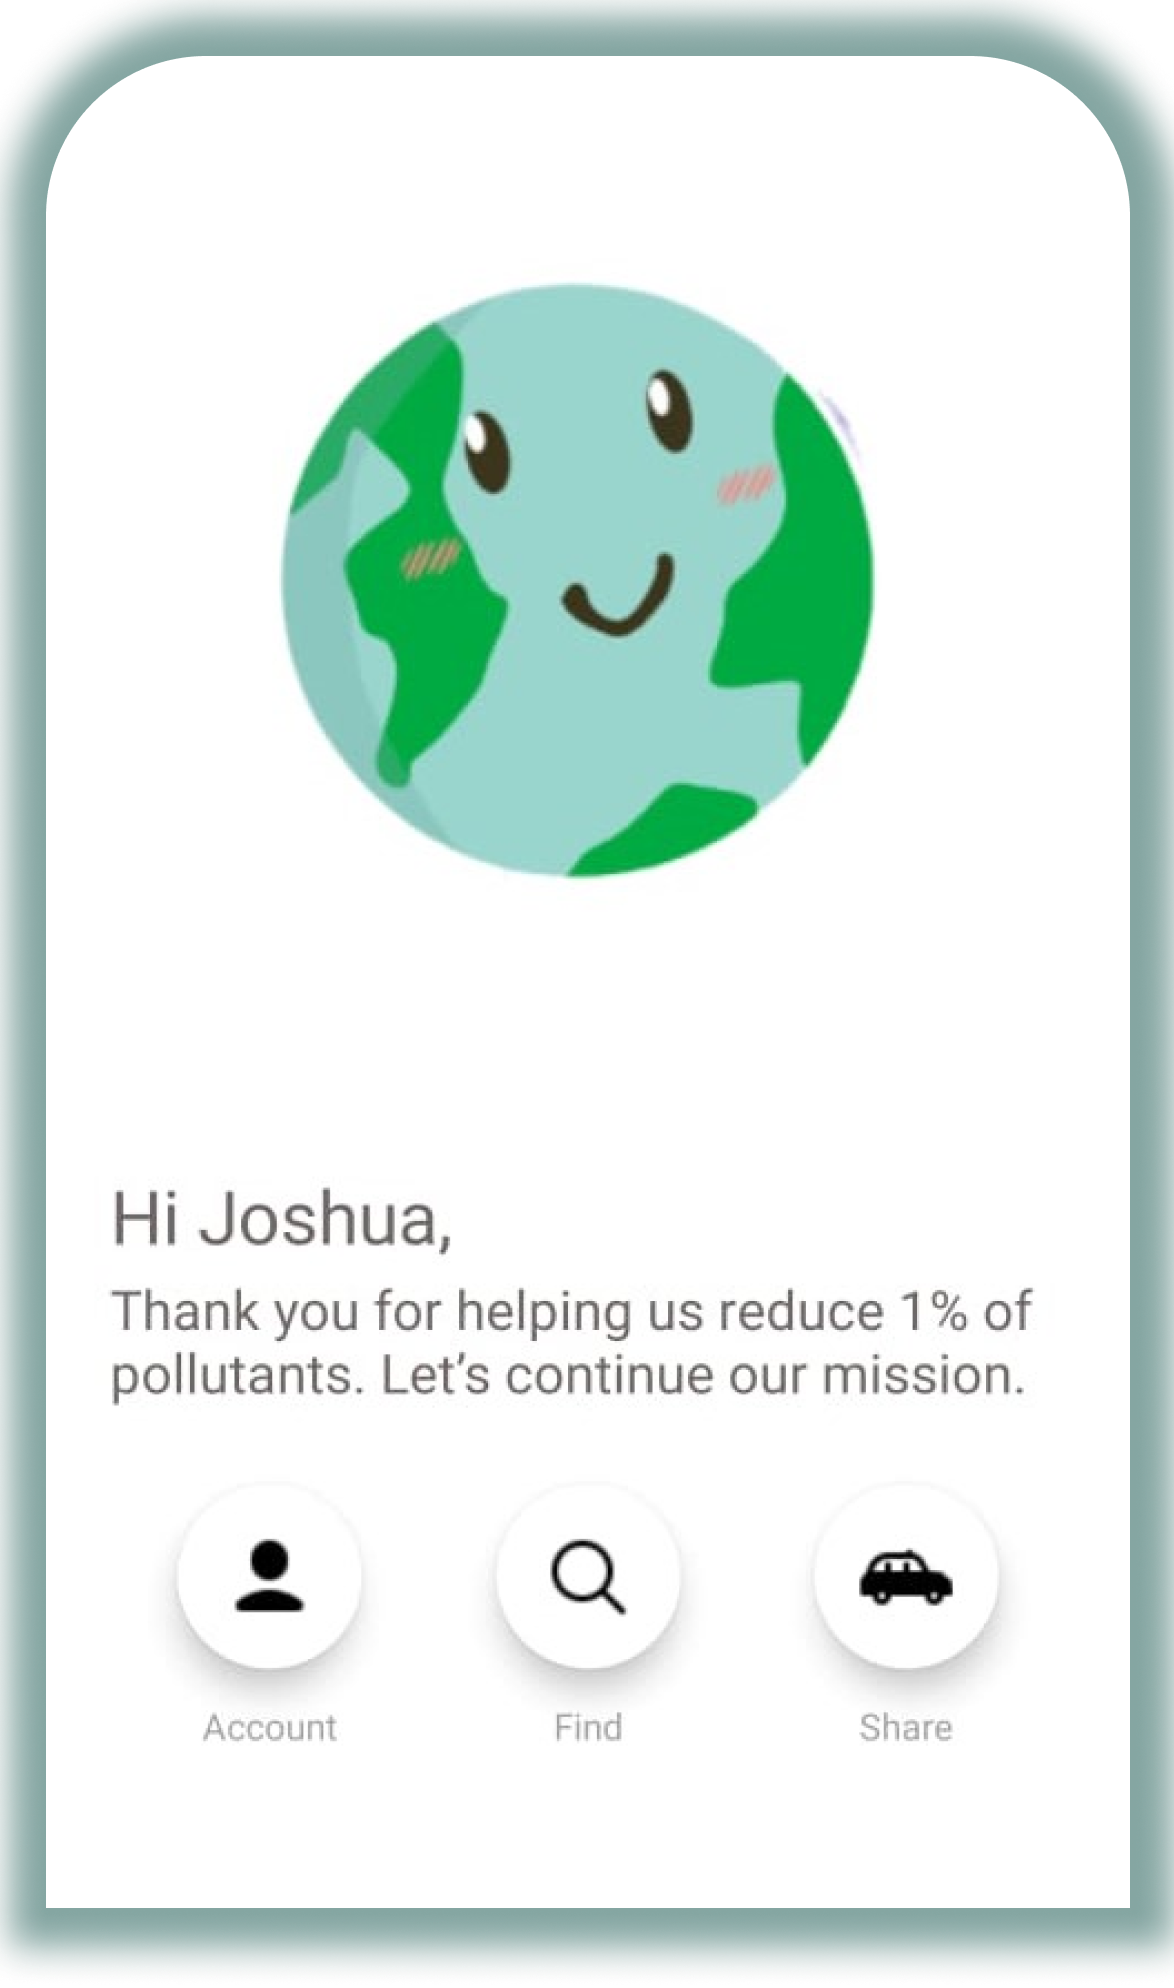 Hi Joshua,
Thank you for helping us reduce 1% of
pollutants. Let’s continue our mission.
Account
Find
Share